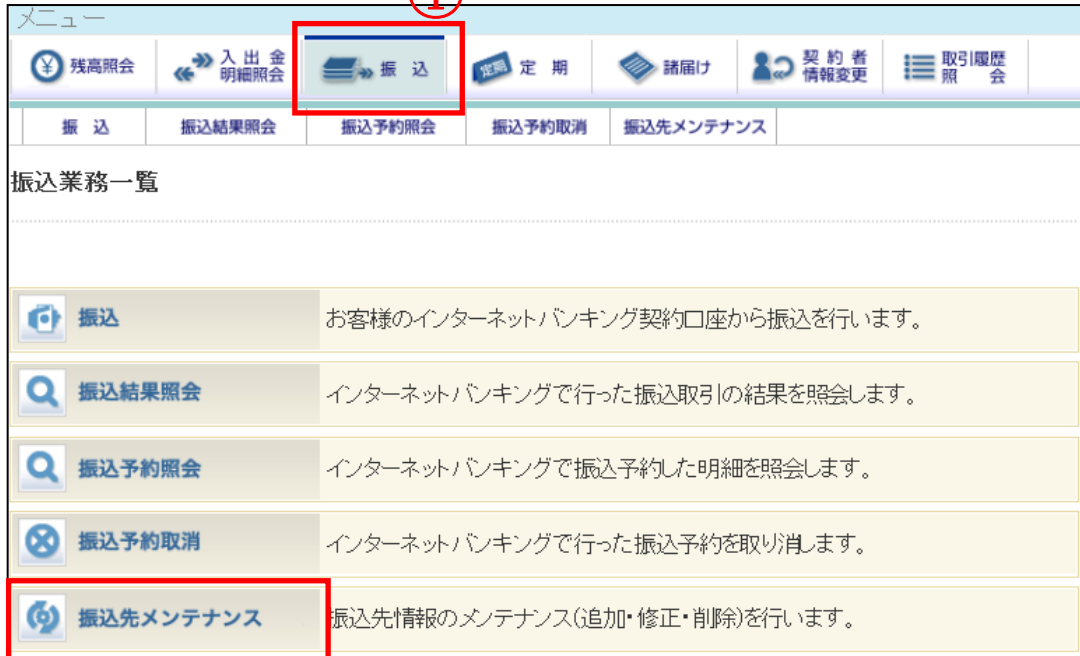 ①
メニュー
残高照会 入出金明細照会 振込 定期 諸届け 契約者情報変更 取引履歴照会
振込 振込結果照会 振込予約照会 振込予約取消 振込先メンテナンス
振込業務一覧
振込 お客様のインターネットバンキング契約口座から振込を行います。
振込結果照会 インターネットバンキングで行った振込取引の結果を照会します。
振込予約照会 インターネットバンキングで振込予約した明細を照会します。
振込予約取消 インターネットバンキングで行った振込予約を取り消します。
振込先メンテナンス 振込先情報のメンテナンス(追加・修正・削除)を行います。